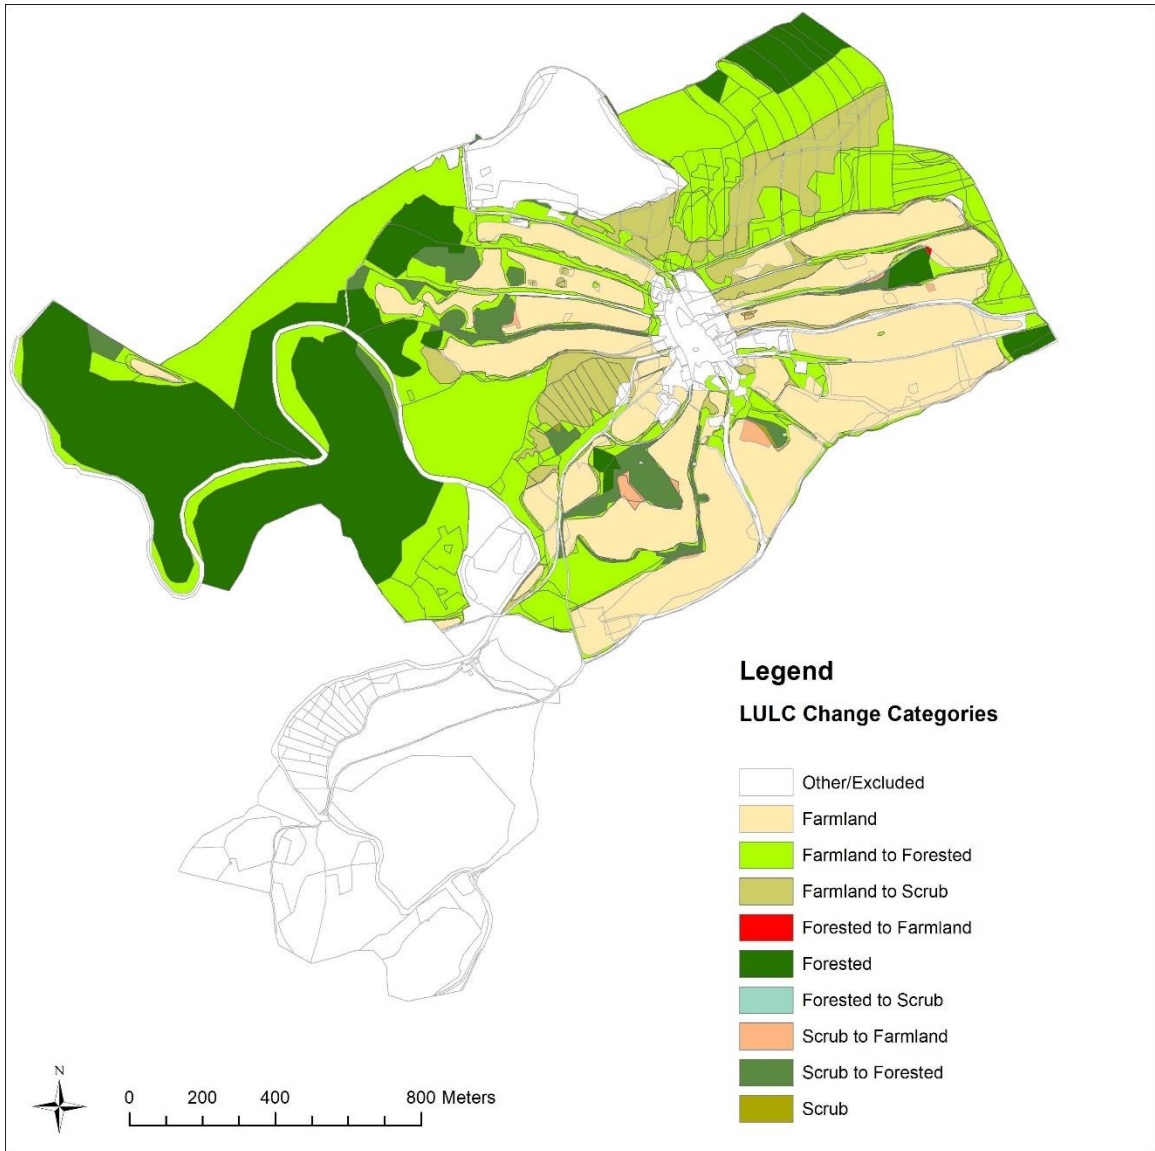 Legend
LULC Change Categories
Other/Excluded
Farmland
Farmland to Forested
Farmland to Scrub
Forested to Farmland
Forested
Forested to Scrub
Scrub to Farmland
Scrub to Forested
Scrub
N
0 200 400 800 Meters